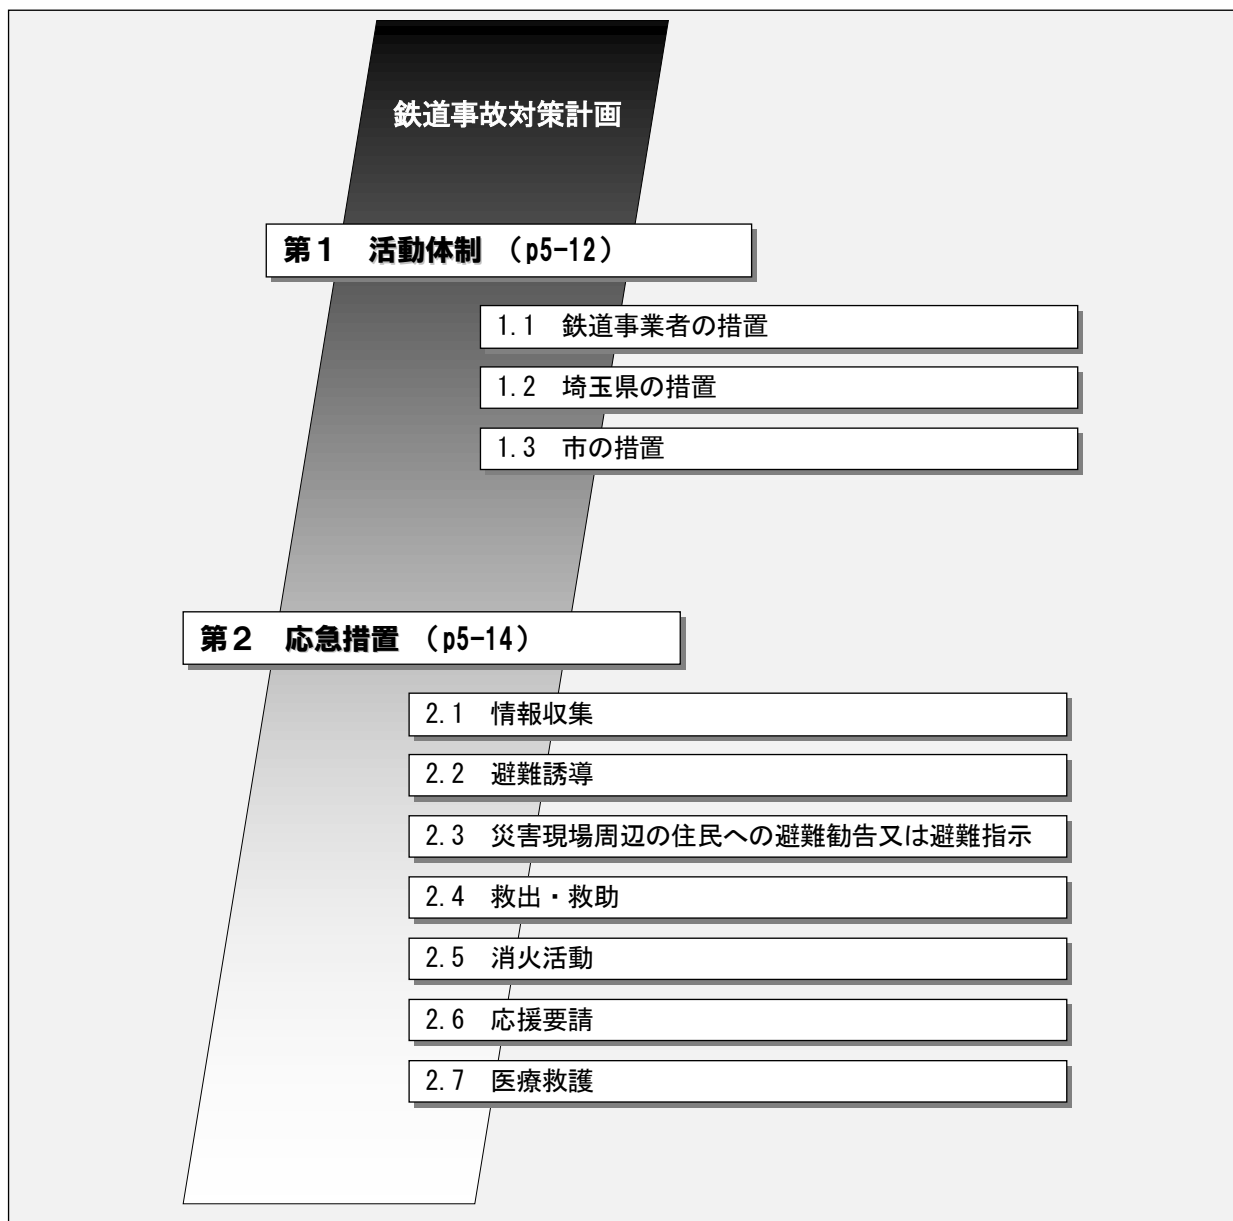 鉄道事故対策計画
第１　活動体制　（p5-12）
1.1　鉄道事業者の措置
1.2　埼玉県の措置
1.3　市の措置
第２　応急措置　（p5-14）
2.1　情報収集
2.2　避難誘導
2.3　災害現場周辺の住民への避難勧告又は避難指示
2.4　救出・救助
2.5　消火活動
2.6　応援要請
2.7　医療救護